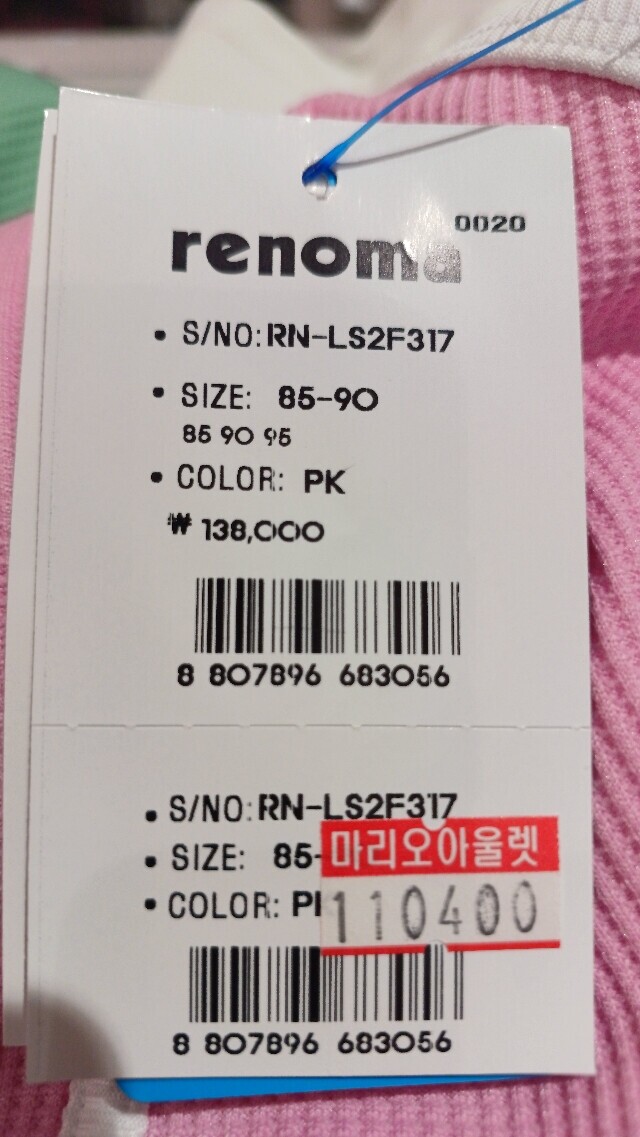 0020
renoma
• S/NO: RN-LS2F317
• SIZE: 85-90
85 90 95
• COLOR: PK
₩ 138,000
8 807896 683056
• S/NO: RN-LS2F317
• SIZE: 85-
마리오아울렛
• COLOR: P
110400
8 807896 683056